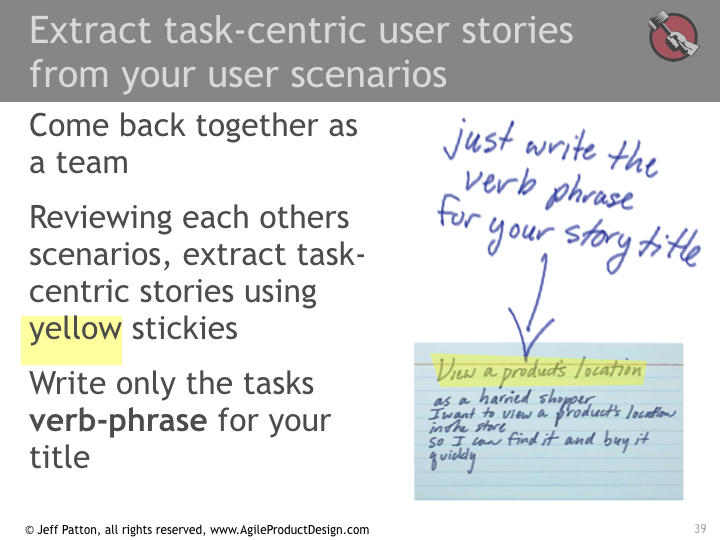 Extract task-centric user stories
from your user scenarios
Come back together as
a team
Reviewing each others
scenarios, extract task-
centric stories using
yellow stickies
Write only the tasks
verb-phrase for your
title
just write the
verb phrase
for your story title
View a product's location
as a harried shopper
I want to view a product's location
in the store
so I can find it and buy it
quickly
© Jeff Patton, all rights reserved, www.AgileProductDesign.com
39